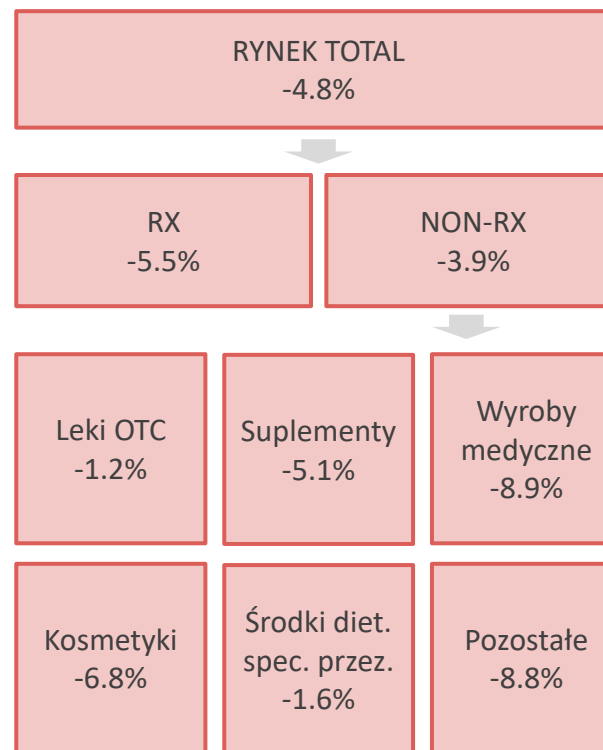 RYNEK TOTAL
-4.8%
RX
-5.5%
NON-RX
-3.9%
Leki OTC
-1.2%
Suplementy
-5.1%
Wyroby
medyczne
-8.9%
Kosmetyki
-6.8%
Środki diet.
spec. przez.
-1.6%
Pozostałe
-8.8%